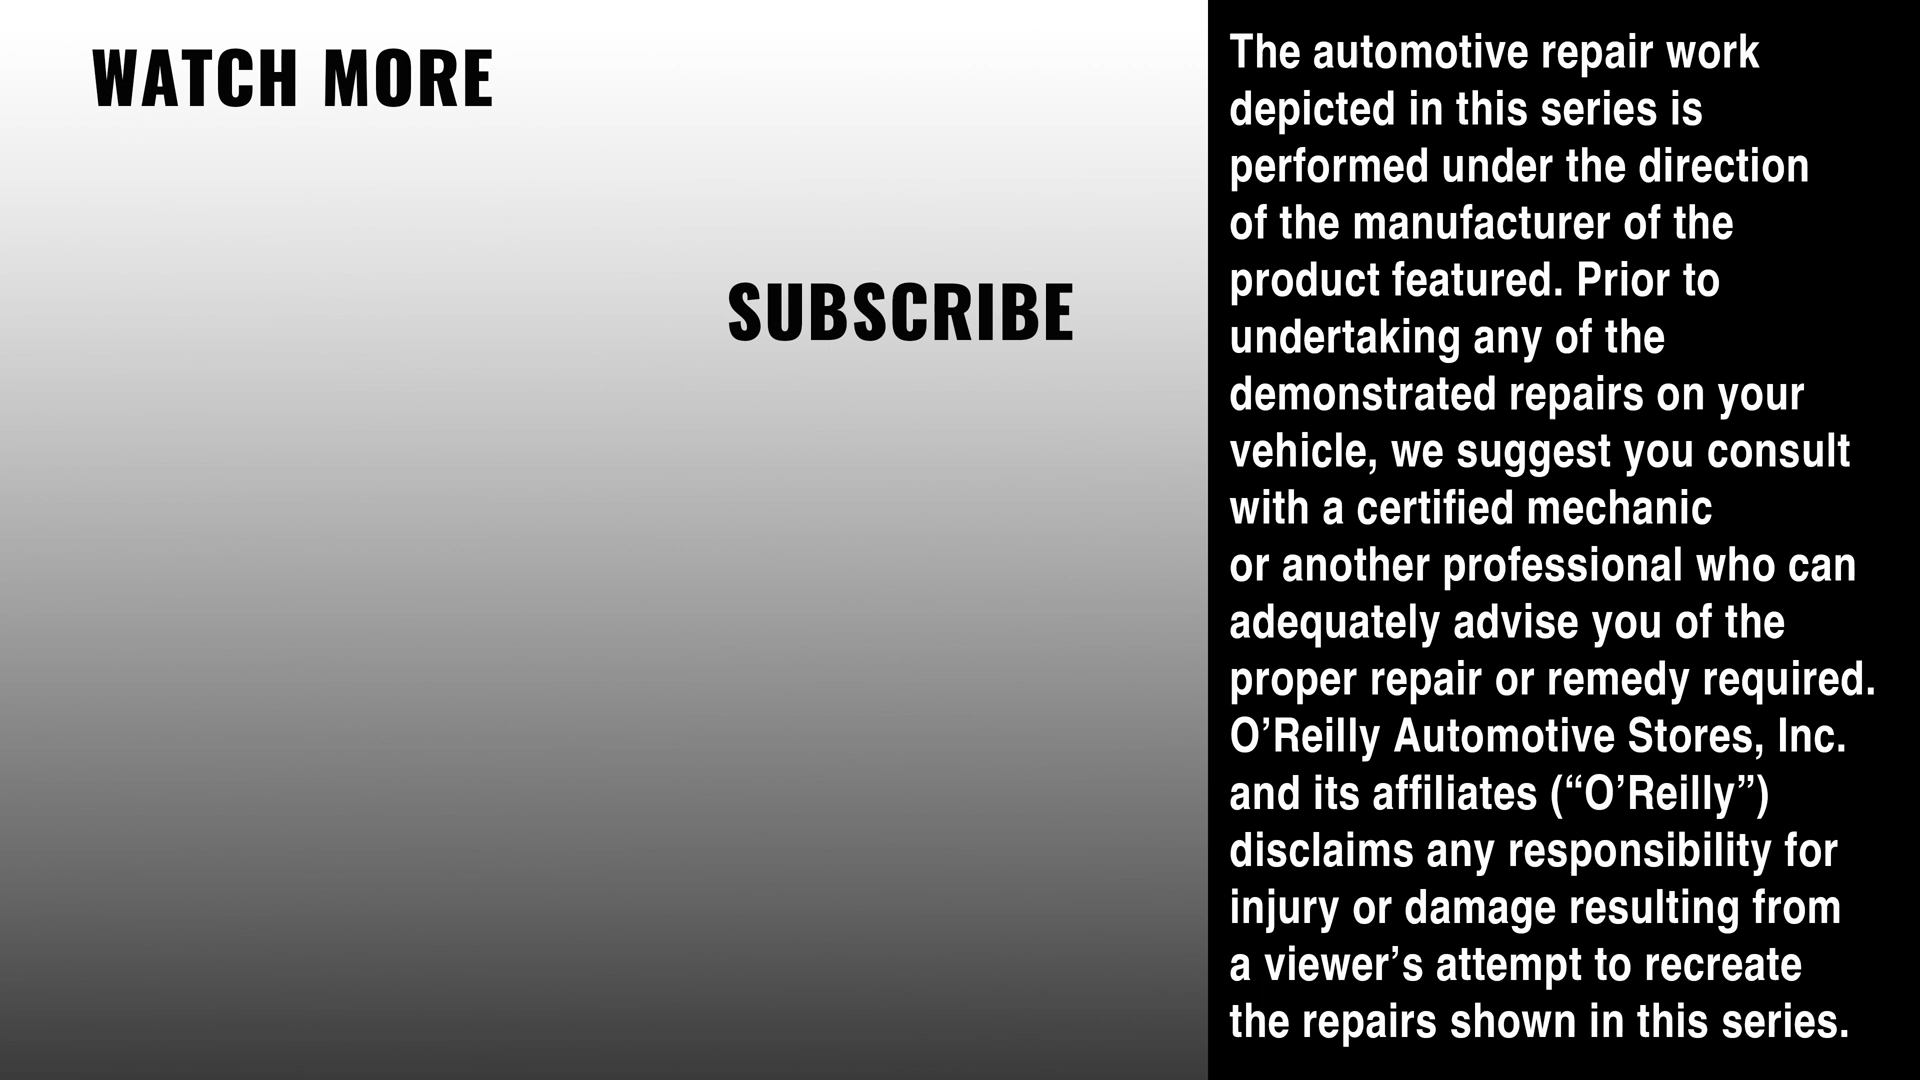 WATCH MORE
SUBSCRIBE
The automotive repair work
depicted in this series is
performed under the direction
of the manufacturer of the
product featured. Prior to
undertaking any of the
demonstrated repairs on your
vehicle, we suggest you consult
with a certified mechanic
or another professional who can
adequately advise you of the
proper repair or remedy required.
O’Reilly Automotive Stores, Inc.
and its affiliates (“O’Reilly”)
disclaims any responsibility for
injury or damage resulting from
a viewer’s attempt to recreate
the repairs shown in this series.